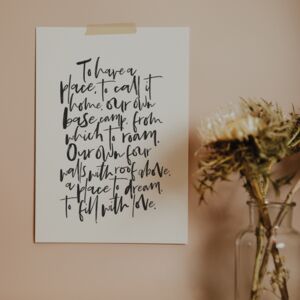 To have a
place, to call it
home. our own
base camp. from
which to roam.
Our own four
walls with roof above.
a place to dream.
to fill with love.